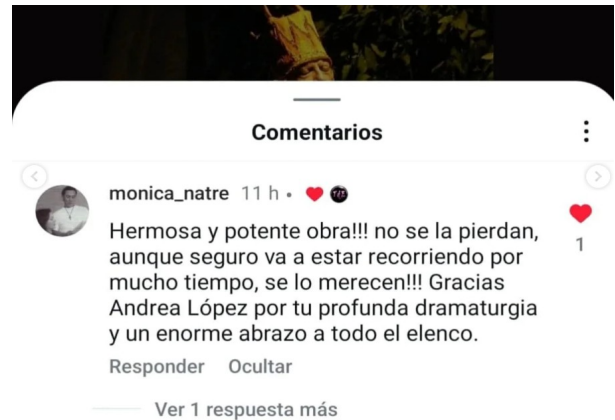 Comentarios
monica_natre 11 h •
Hermosa y potente obra!!! no se la pierdan,
aunque seguro va a estar recorriendo por
mucho tiempo, se lo merecen!!! Gracias
Andrea López por tu profunda dramaturgia
y un enorme abrazo a todo el elenco.
1
Responder Ocultar
Ver 1 respuesta más